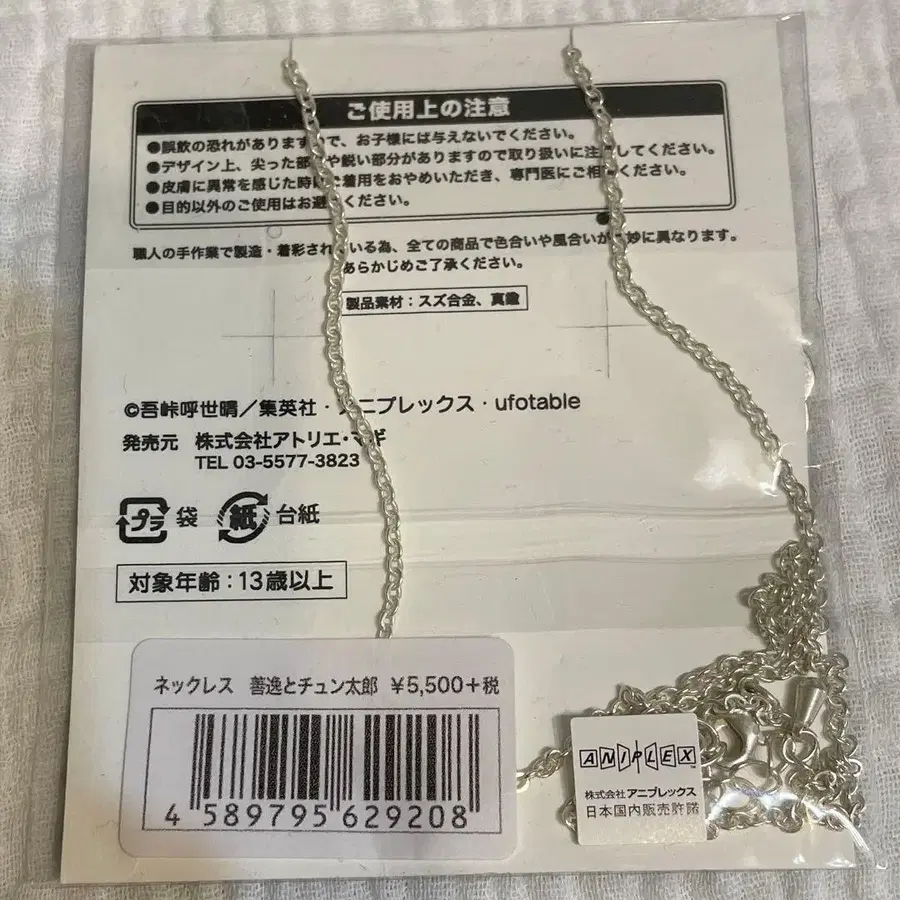 ご使用上の注意
●誤飲の恐れがありますので、お子様には与えないでください。
●デザイン上、尖った部や鋭い部分がありますので取り扱いに注してください。
●皮膚に異常を感じた時ご着用をおやめいただき、専門医にご相ください。
●目的以外のご使用はお避ください。
職人の手作業で製造・着彩されいる為、全ての商品で色合いや風合いが妙に異なります。
あらかじめご了承ください。
製品素材：スズ合金、真鍮
©吾峠呼世晴／集英社・アニプレックス・ufotable
発売元 株式会社アトリエ・マギ
TEL 03-5577-3823
プラ 袋 紙 台紙
対象年齢：13歳以上
ネックレス 善逸とチュン太郎 ¥5,500+税
4 589795 629208
ANIPLEX
株式会社アニプレックス
日本国内販売許諾